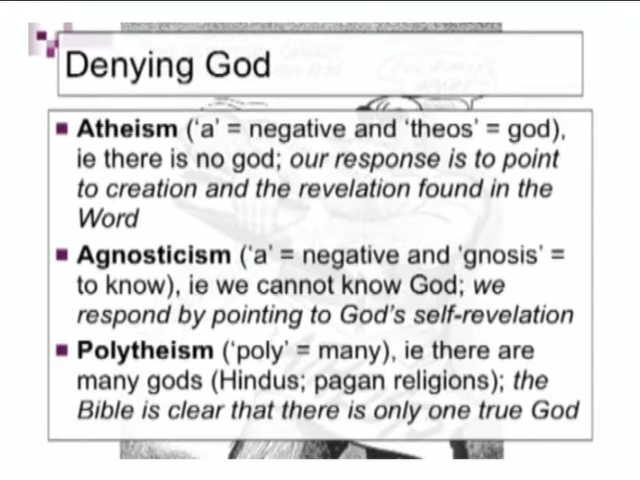 Denying God
Atheism ('a' = negative and 'theos' = god),
ie there is no god; our response is to point
to creation and the revelation found in the
Word
Agnosticism ('a' = negative and 'gnosis' =
to know), ie we cannot know God; we
respond by pointing to God's self-revelation
Polytheism ('poly' = many), ie there are
many gods (Hindus; pagan religions); the
Bible is clear that there is only one true God